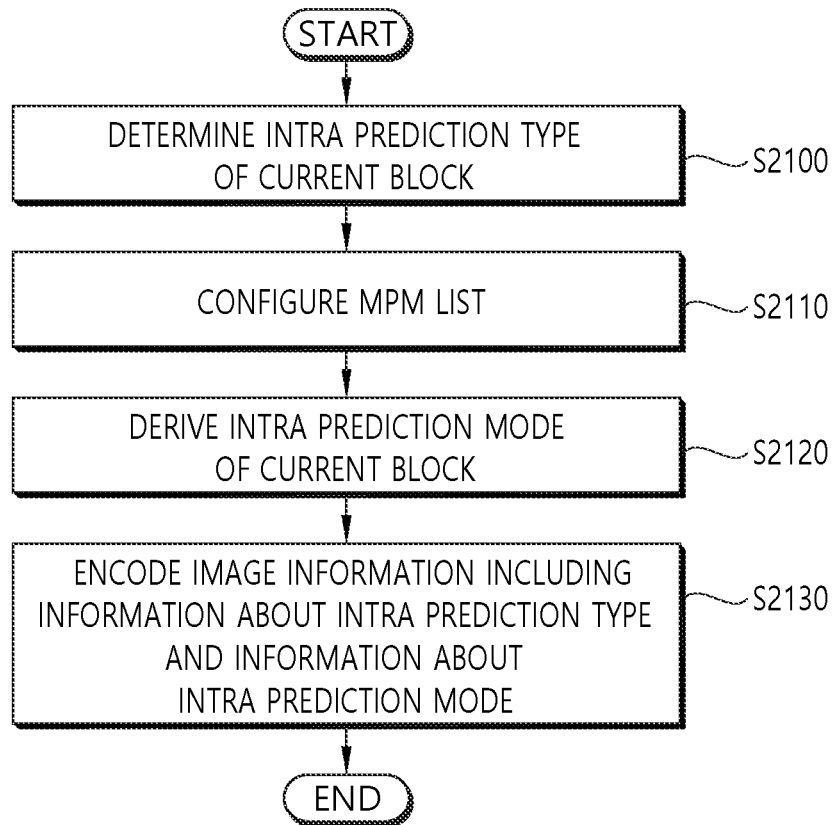 START
DETERMINE INTRA PREDICTION TYPE
OF CURRENT BLOCK
S2100
CONFIGURE MPM LIST
S2110
DERIVE INTRA PREDICTION MODE
OF CURRENT BLOCK
S2120
ENCODE IMAGE INFORMATION INCLUDING
INFORMATION ABOUT INTRA PREDICTION TYPE
AND INFORMATION ABOUT
INTRA PREDICTION MODE
S2130
END